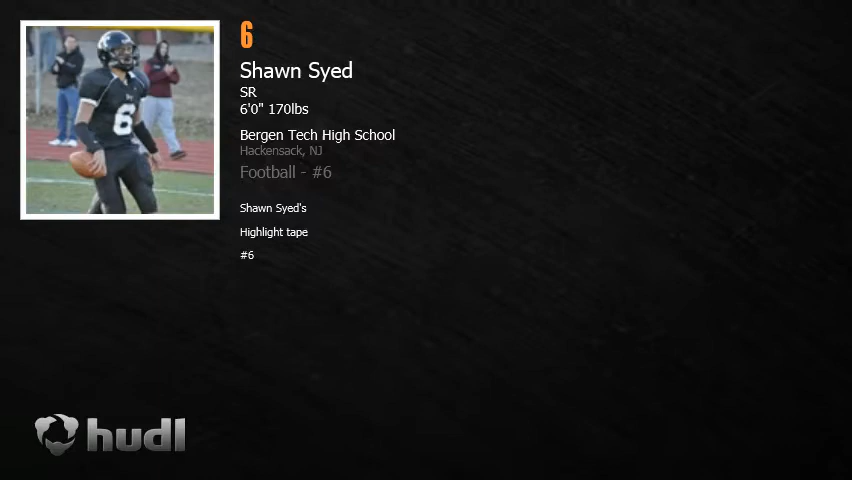 6
Shawn Syed
SR
6'0" 170lbs
Bergen Tech High School
Hackensack, NJ
Football - #6
Shawn Syed's
Highlight tape
#6
6
hudl